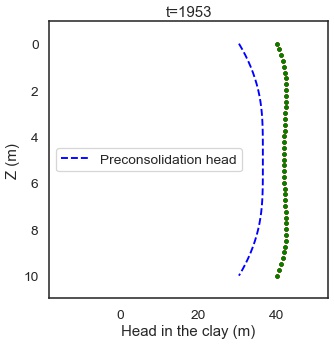 t=1953
0
2
4
6
8
10
Z (m)
Preconsolidation head
0
20
40
Head in the clay (m)